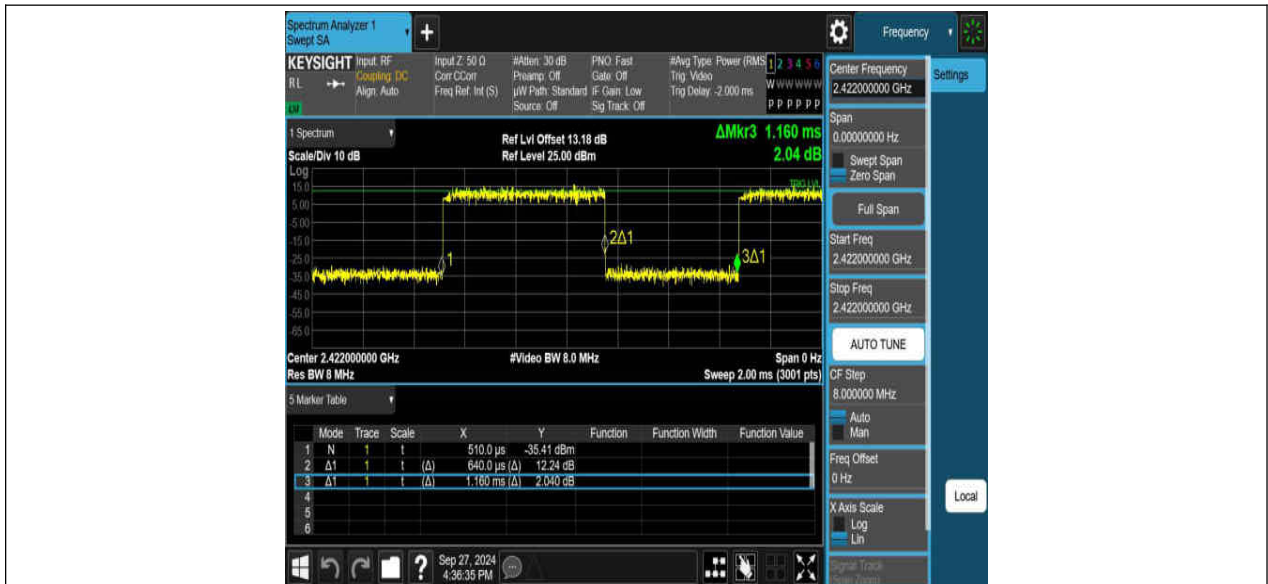 Spectrum Analyzer 1
Swept SA
+
Frequency
KEYSIGHT
RL
Input: RF
Coupling: DC
Align: Auto
Input Z: 50 Ω
Corr CCorr
Freq Ref: Int (S)
#Atten: 30 dB
Preamp: Off
µW Path: Standard
Source: Off
PNO: Fast
Gate: Off
IF Gain: Low
Sig Track: Off
#Avg Type: Power (RMS
Trig: Video
Trig Delay: -2.000 ms
1 2 3 4 5 6
W W W W W W
P P P P P P
1 Spectrum
Scale/Div 10 dB
Ref Lvl Offset 13.18 dB
Ref Level 25.00 dBm
ΔMkr3 1.160 ms
2.04 dB
Log
15.0
5.00
-5.00
-15.0
-25.0
-35.0
-45.0
-55.0
-65.0
TRIG LVL
1
2Δ1
3Δ1
Center 2.422000000 GHz
#Video BW 8.0 MHz
Span 0 Hz
Res BW 8 MHz
Sweep 2.00 ms (3001 pts)
5 Marker Table
Mode Trace Scale X Y Function Function Width Function Value
1 N 1 t 510.0 µs -35.41 dBm
2 Δ1 1 t (Δ) 640.0 µs (Δ) 12.24 dB
3 Δ1 1 t (Δ) 1.160 ms (Δ) 2.040 dB
4
5
6
?
Sep 27, 2024
4:36:35 PM
Center Frequency
2.422000000 GHz
Settings
Span
0.00000000 Hz
Swept Span
Zero Span
Full Span
Start Freq
2.422000000 GHz
Stop Freq
2.422000000 GHz
AUTO TUNE
CF Step
8.000000 MHz
Auto
Man
Freq Offset
0 Hz
X Axis Scale
Log
Lin
Signal Track
(Span Zoom)
Local